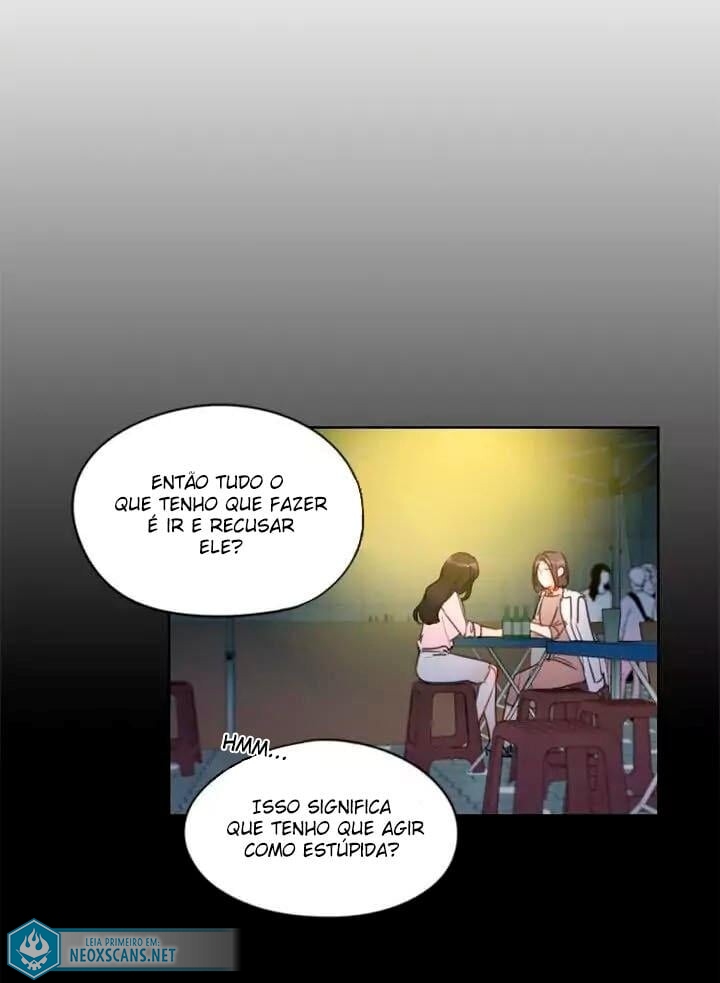 ENTÃO TUDO O
QUE TENHO QUE FAZER
É IR E RECUSAR
ELE?
HMM...
ISSO SIGNIFICA
QUE TENHO QUE AGIR
COMO ESTÚPIDA?
LEIA PRIMEIRO EM:
NEOXSCANS.NET